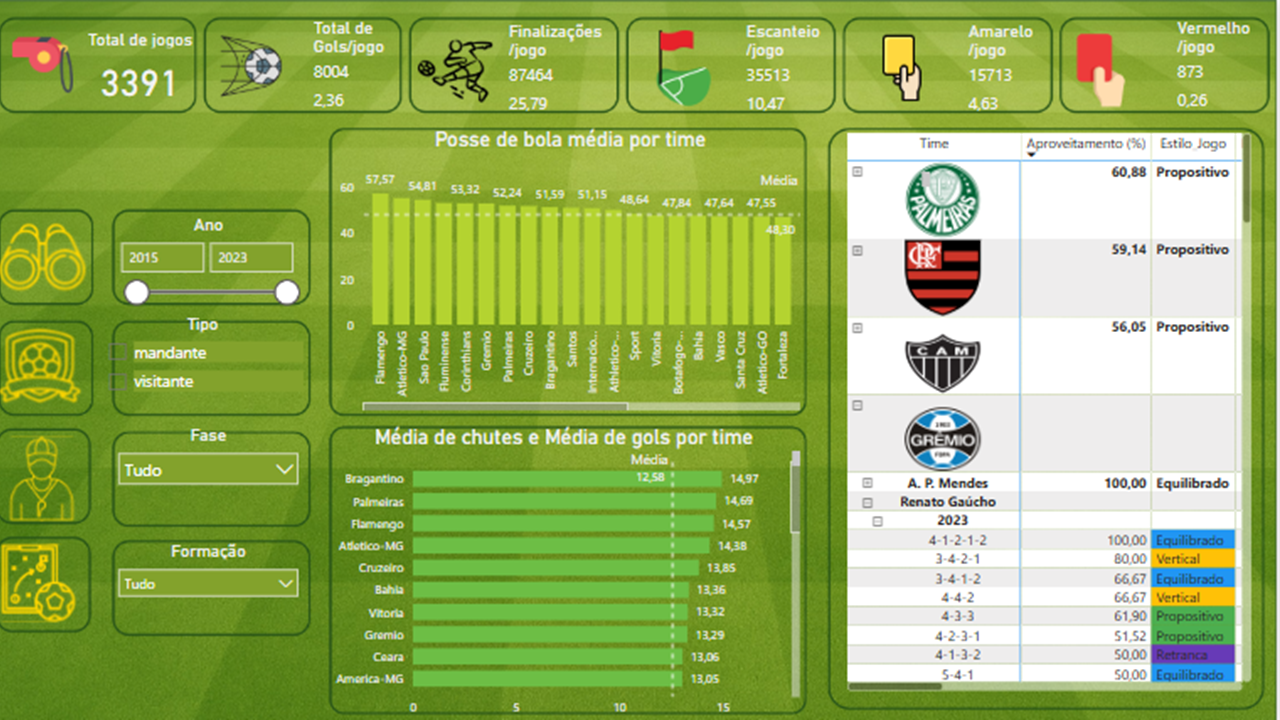 Total de jogos
3391
Total de
Gols/jogo
8004
2,36
Finalizações
/jogo
87464
25,79
Escanteio
/jogo
35513
10,47
Amarelo
/jogo
15713
4,63
Vermelho
/jogo
873
0,26
Ano
2015
2023
Tipo
mandante
visitante
Fase
Tudo
Formação
Tudo
Posse de bola média por time
57,57
54,81
53,32
52,24
51,59
51,15
48,64
47,84
47,64
47,55
Média
48,30
60
40
20
0
Flamengo
Atletico-MG
Sao Paulo
Fluminense
Corinthians
Gremio
Palmeiras
Cruzeiro
Bragantino
Santos
Internacio...
Athletico-...
Sport
Vitoria
Botafogo-...
Bahia
Vasco
Santa Cruz
Atletico-GO
Fortaleza
Média de chutes e Média de gols por time
Média
12,58
Bragantino 14,97
Palmeiras 14,69
Flamengo 14,57
Atletico-MG 14,38
Cruzeiro 13,85
Bahia 13,36
Vitoria 13,32
Gremio 13,29
Ceara 13,06
America-MG 13,05
0 5 10 15
Time Aproveitamento (%) Estilo_Jogo
PALMEIRAS 60,88 Propositivo
59,14 Propositivo
CAM 56,05 Propositivo
1903
GRÊMIO
FBPA
A. P. Mendes 100,00 Equilibrado
Renato Gaúcho
2023
4-1-2-1-2 100,00 Equilibrado
3-4-2-1 80,00 Vertical
3-4-1-2 66,67 Equilibrado
4-4-2 66,67 Vertical
4-3-3 61,90 Propositivo
4-2-3-1 51,52 Propositivo
4-1-3-2 50,00 Retranca
5-4-1 50,00 Equilibrado